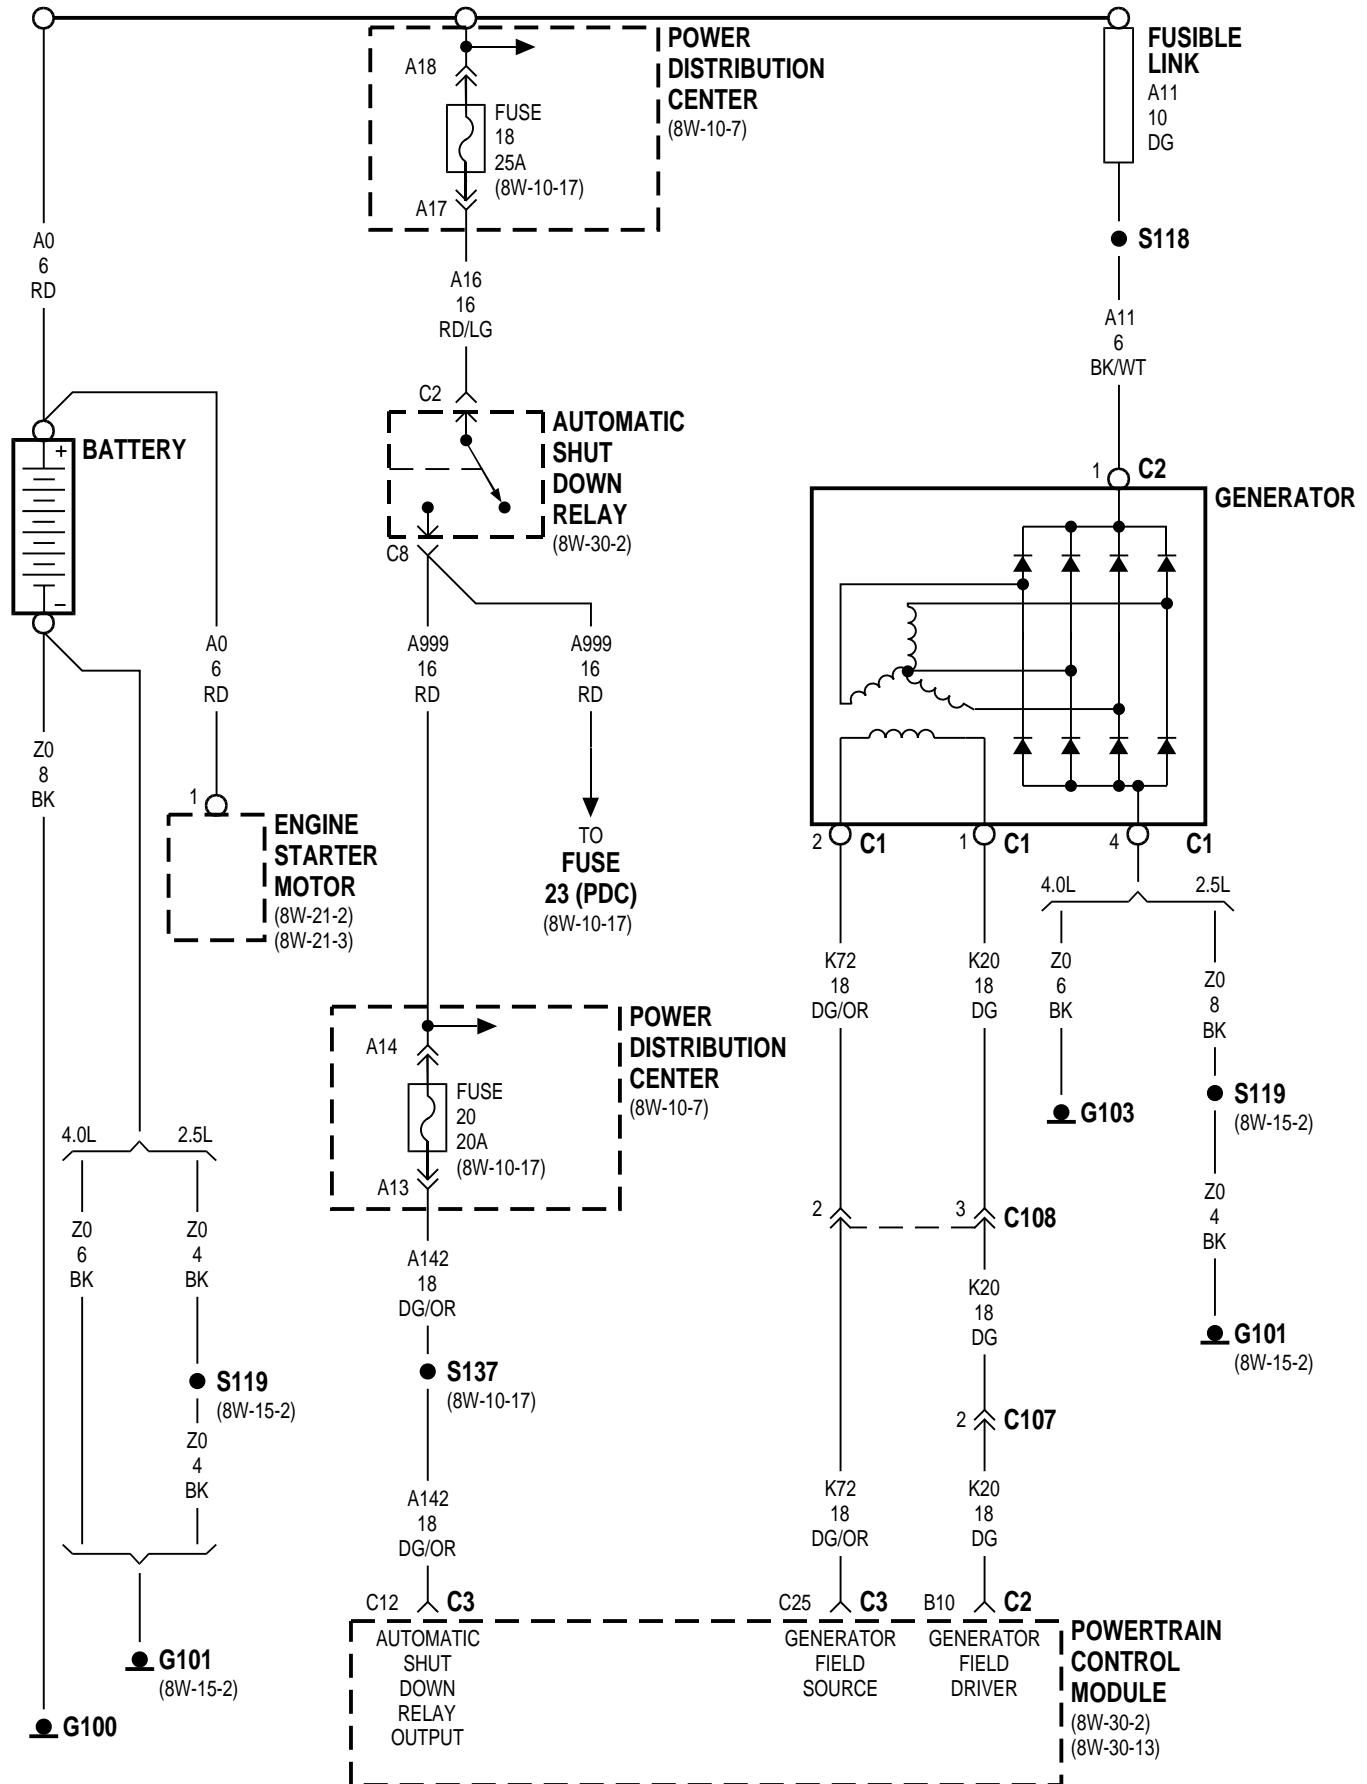 POWER
DISTRIBUTION
CENTER
(8W-10-7)
A18
FUSE
18
25A
(8W-10-17)
A17
FUSIBLE
LINK
A11
10
DG
S118
A0
6
RD
A16
16
RD/LG
A11
6
BK/WT
C2
AUTOMATIC
SHUT
DOWN
RELAY
(8W-30-2)
C8
+
BATTERY
–
1
C2
GENERATOR
A0
6
RD
A999
16
RD
A999
16
RD
Z0
8
BK
1
ENGINE
STARTER
MOTOR
(8W-21-2)
(8W-21-3)
TO
FUSE
23 (PDC)
(8W-10-17)
2
C1
1
C1
4
C1
4.0L
2.5L
K72
18
DG/OR
K20
18
DG
Z0
6
BK
Z0
8
BK
G103
S119
(8W-15-2)
Z0
4
BK
G101
(8W-15-2)
POWER
DISTRIBUTION
CENTER
(8W-10-7)
A14
FUSE
20
20A
(8W-10-17)
A13
4.0L
2.5L
Z0
6
BK
Z0
4
BK
A142
18
DG/OR
2
3
C108
K20
18
DG
S119
(8W-15-2)
Z0
4
BK
S137
(8W-10-17)
2
C107
A142
18
DG/OR
K72
18
DG/OR
K20
18
DG
C12
C3
C25
C3
B10
C2
AUTOMATIC
SHUT
DOWN
RELAY
OUTPUT
GENERATOR
FIELD
SOURCE
GENERATOR
FIELD
DRIVER
POWERTRAIN
CONTROL
MODULE
(8W-30-2)
(8W-30-13)
G101
(8W-15-2)
G100